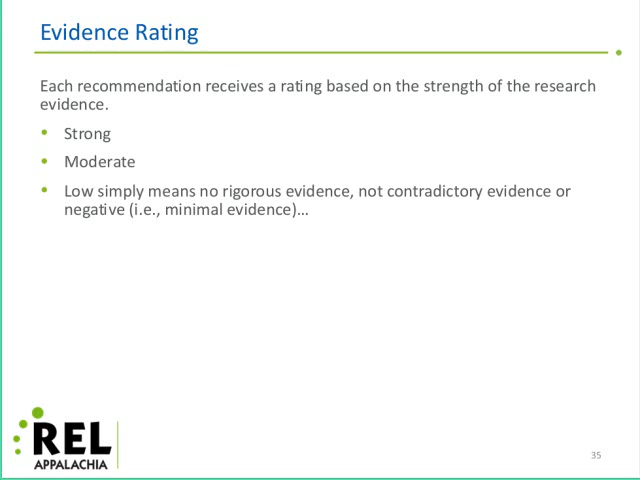 Evidence Rating
Each recommendation receives a rating based on the strength of the research
evidence.
• Strong
• Moderate
• Low simply means no rigorous evidence, not contradictory evidence or
negative (i.e., minimal evidence)…
REL
APPALACHIA
35